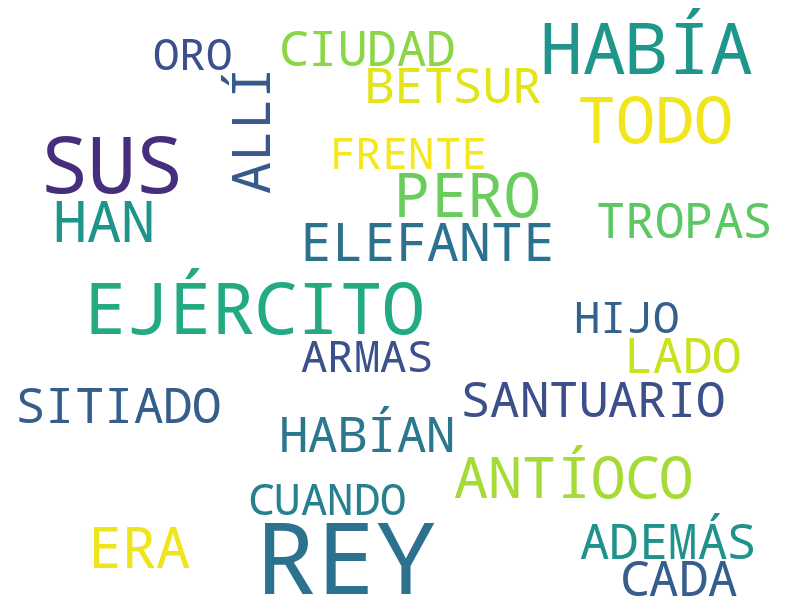 ORO
CIUDAD
HABÍA
BETSUR
ALLÍ
TODO
FRENTE
SUS
PERO
HAN
TROPAS
ELEFANTE
EJÉRCITO
HIJO
ARMAS
LADO
SITIADO
SANTUARIO
HABÍAN
ANTÍOCO
CUANDO
ERA
REY
ADEMÁS
CADA